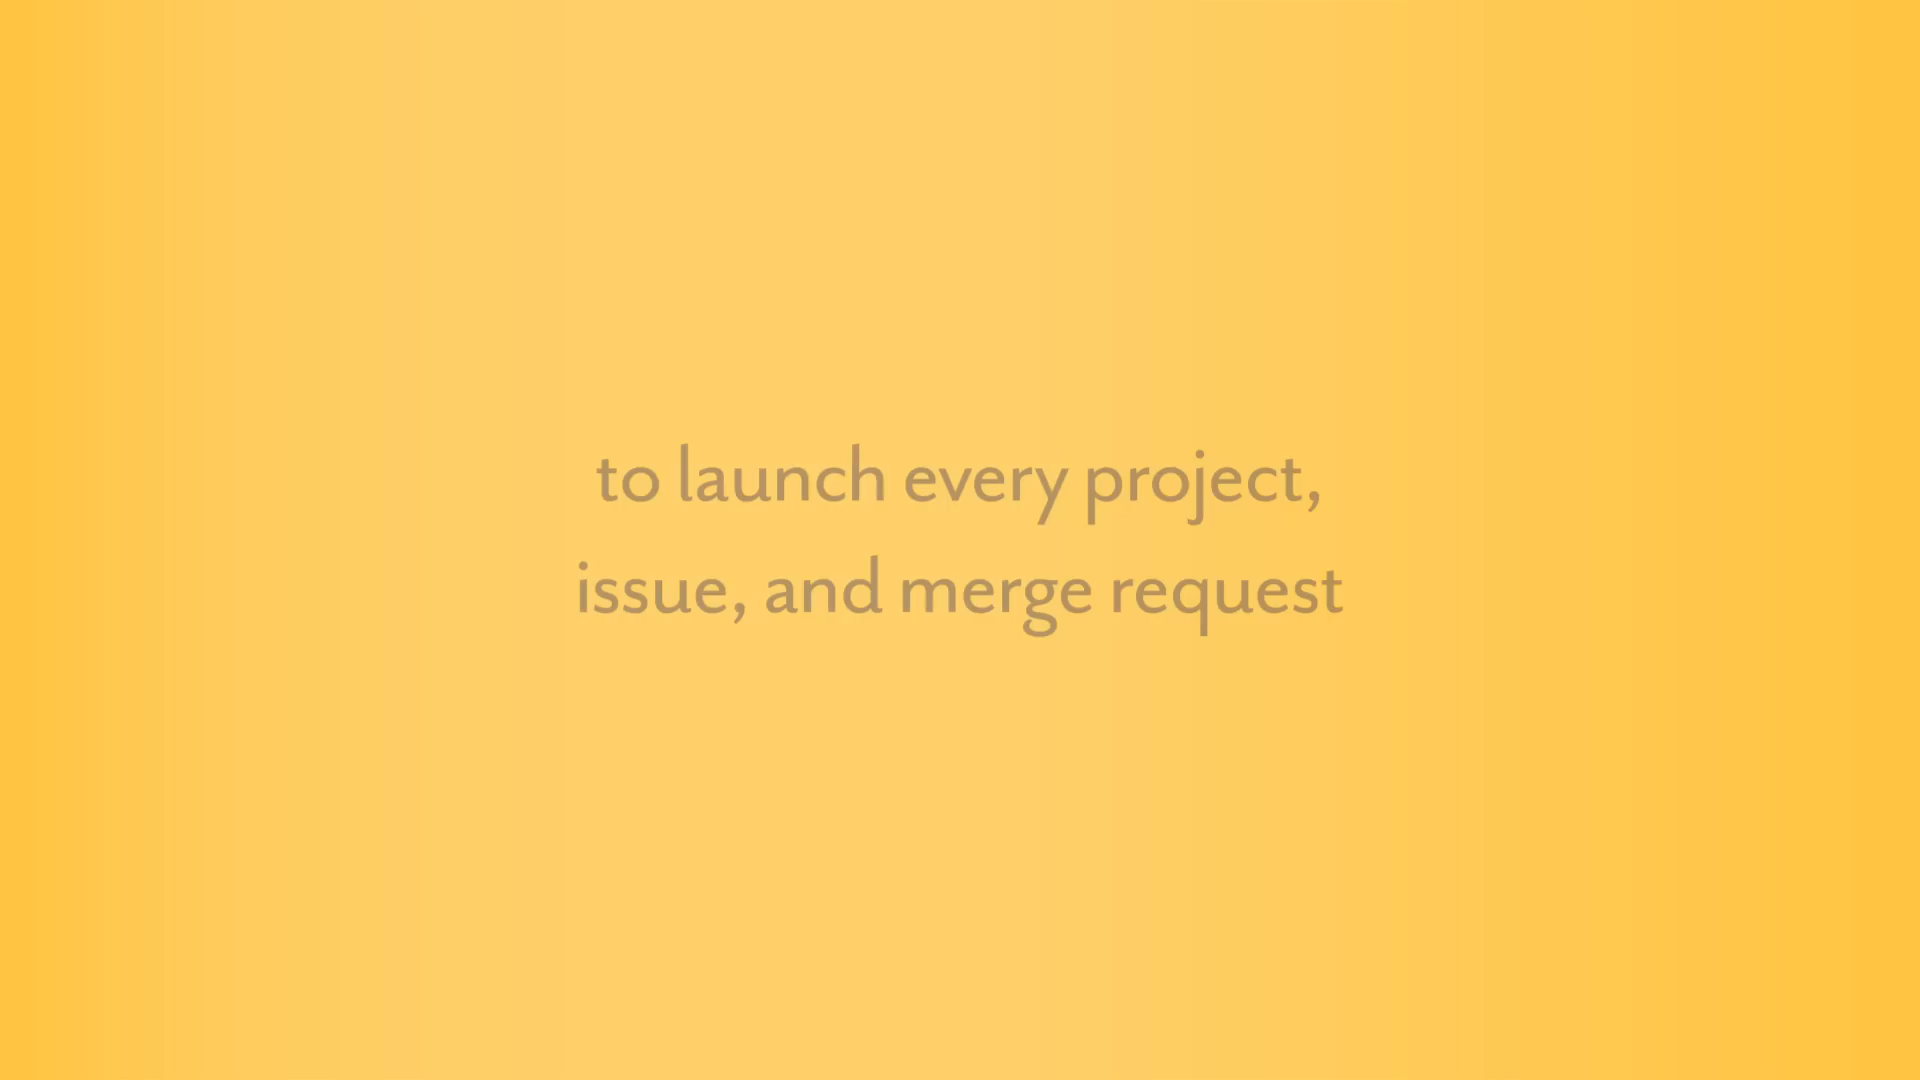 to launch every project,
issue, and merge request